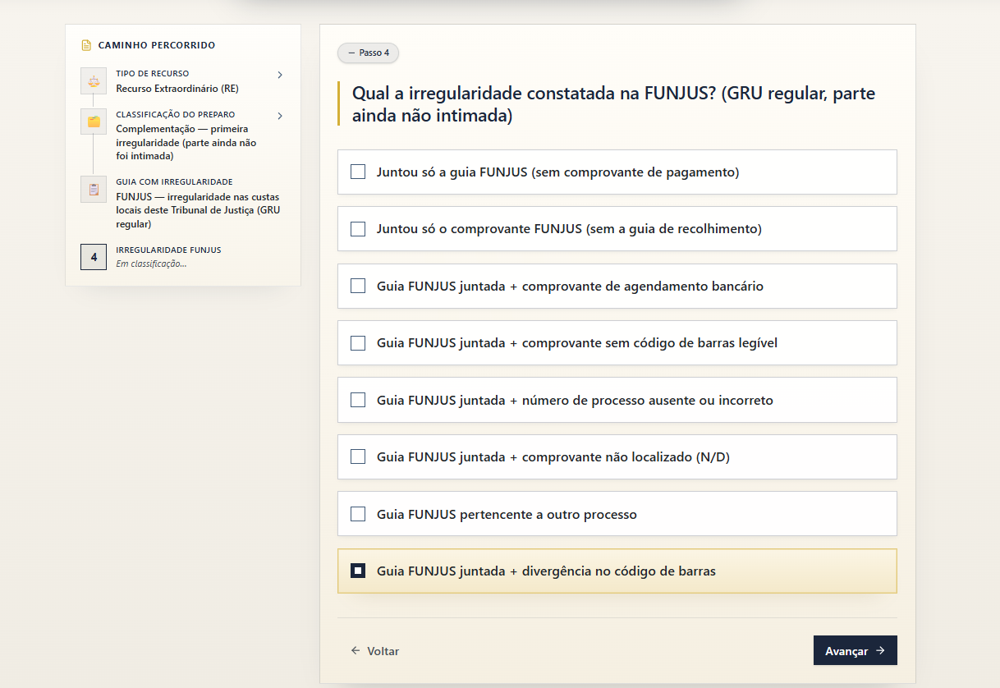 CAMINHO PERCORRIDO
TIPO DE RECURSO
Recurso Extraordinário (RE)
CLASSIFICAÇÃO DO PREPARO
Complementação — primeira
irregularidade (parte ainda não
foi intimada)
GUIA COM IRREGULARIDADE
FUNJUS — irregularidade nas custas
locais deste Tribunal de Justiça (GRU
regular)
4
IRREGULARIDADE FUNJUS
Em classificação...
— Passo 4
Qual a irregularidade constatada na FUNJUS? (GRU regular, parte
ainda não intimada)
Juntou só a guia FUNJUS (sem comprovante de pagamento)
Juntou só o comprovante FUNJUS (sem a guia de recolhimento)
Guia FUNJUS juntada + comprovante de agendamento bancário
Guia FUNJUS juntada + comprovante sem código de barras legível
Guia FUNJUS juntada + número de processo ausente ou incorreto
Guia FUNJUS juntada + comprovante não localizado (N/D)
Guia FUNJUS pertencente a outro processo
Guia FUNJUS juntada + divergência no código de barras
← Voltar
Avançar →